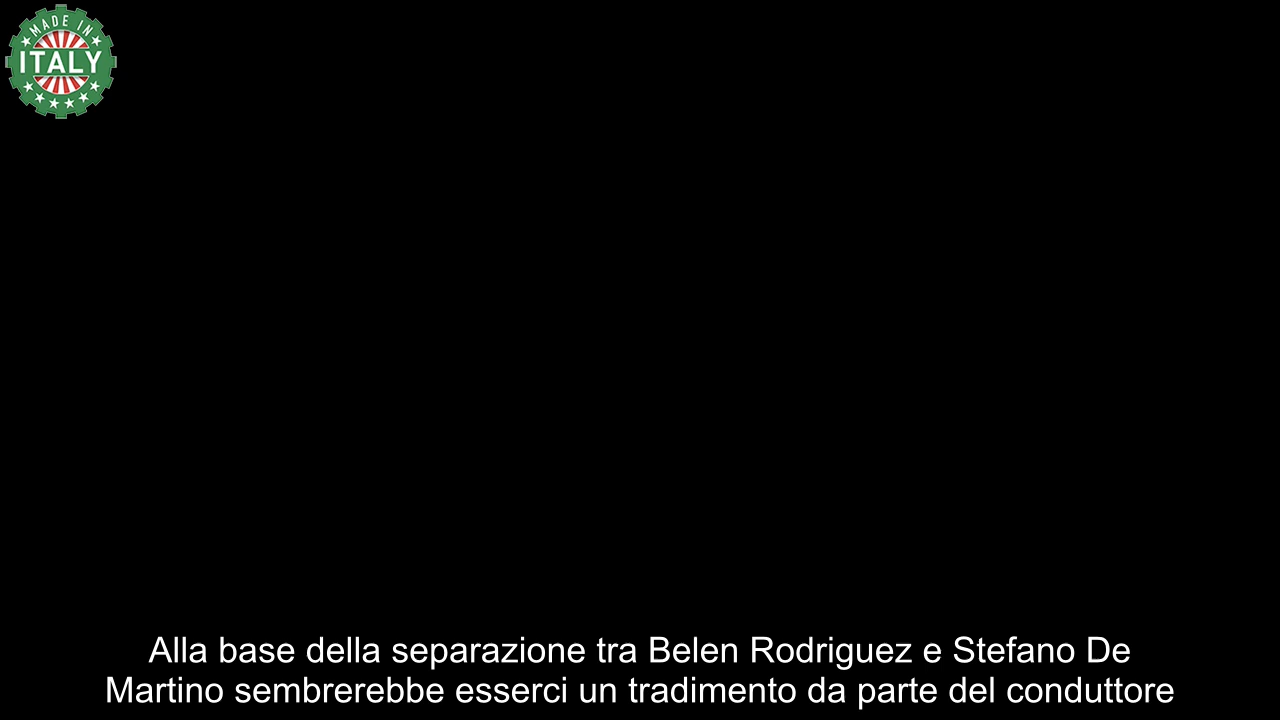 MADE IN
ITALY
Alla base della separazione tra Belen Rodriguez e Stefano De
Martino sembrerebbe esserci un tradimento da parte del conduttore